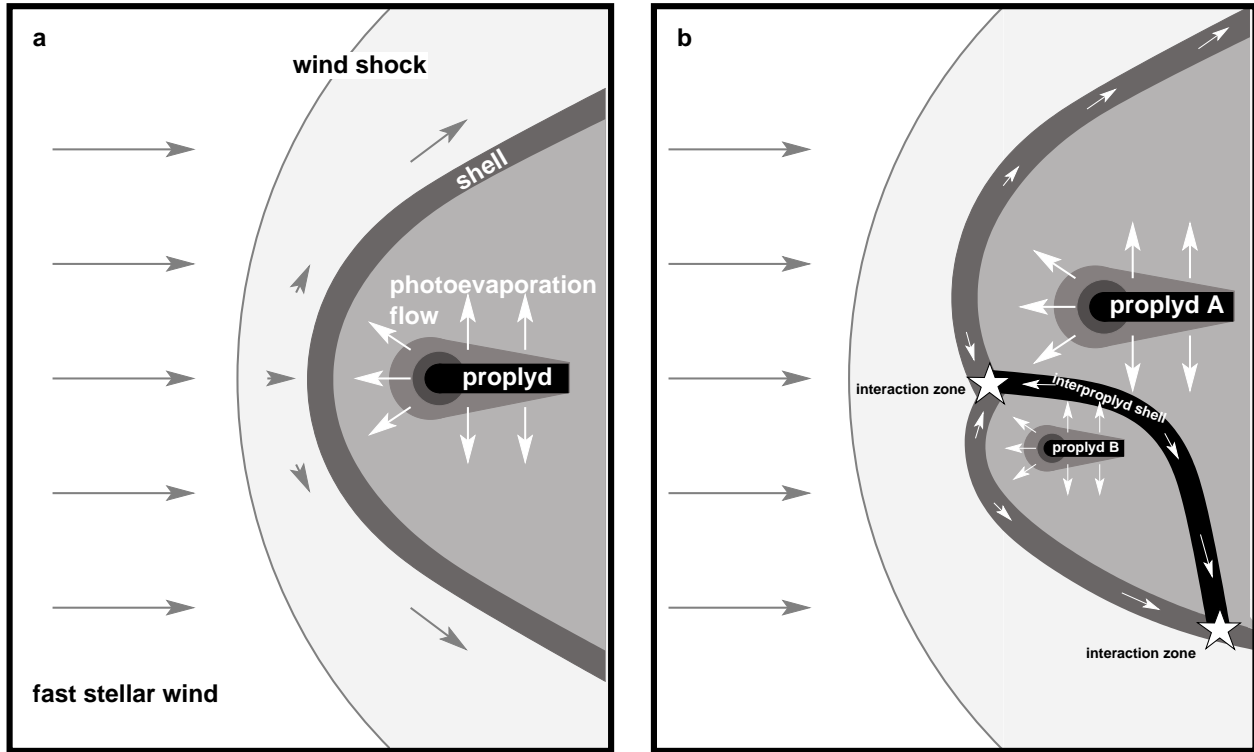 a
wind shock
shell
photoevaporation
flow
proplyd
fast stellar wind
b
proplyd A
interaction zone
interproplyd shell
proplyd B
interaction zone